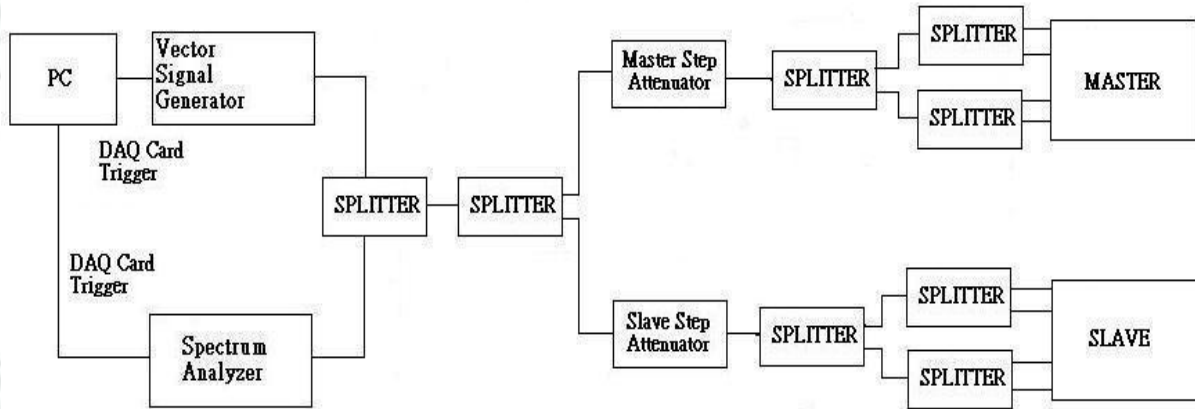 PC
Vector
Signal
Generator
DAQ Card
Trigger
DAQ Card
Trigger
Spectrum
Analyzer
SPLITTER
SPLITTER
Master Step
Attenuator
SPLITTER
SPLITTER
SPLITTER
MASTER
Slave Step
Attenuator
SPLITTER
SPLITTER
SPLITTER
SLAVE